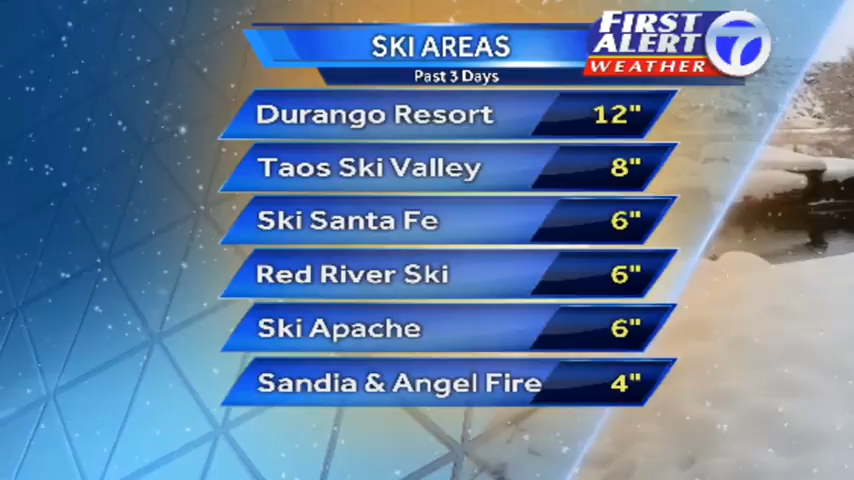 SKI AREAS
Past 3 Days
FIRST
ALERT
WEATHER
7
Durango Resort 12"
Taos Ski Valley 8"
Ski Santa Fe 6"
Red River Ski 6"
Ski Apache 6"
Sandia & Angel Fire 4"